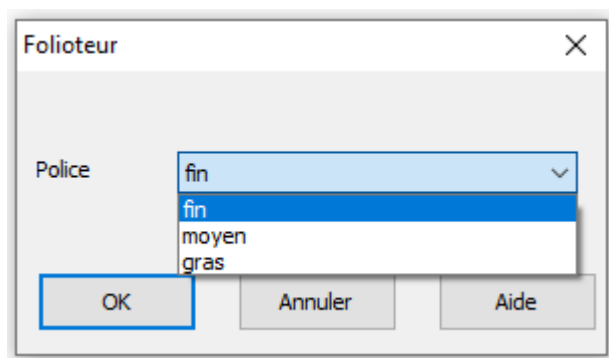 Folioteur
Police fin
fin
moyen
gras
OK Annuler Aide